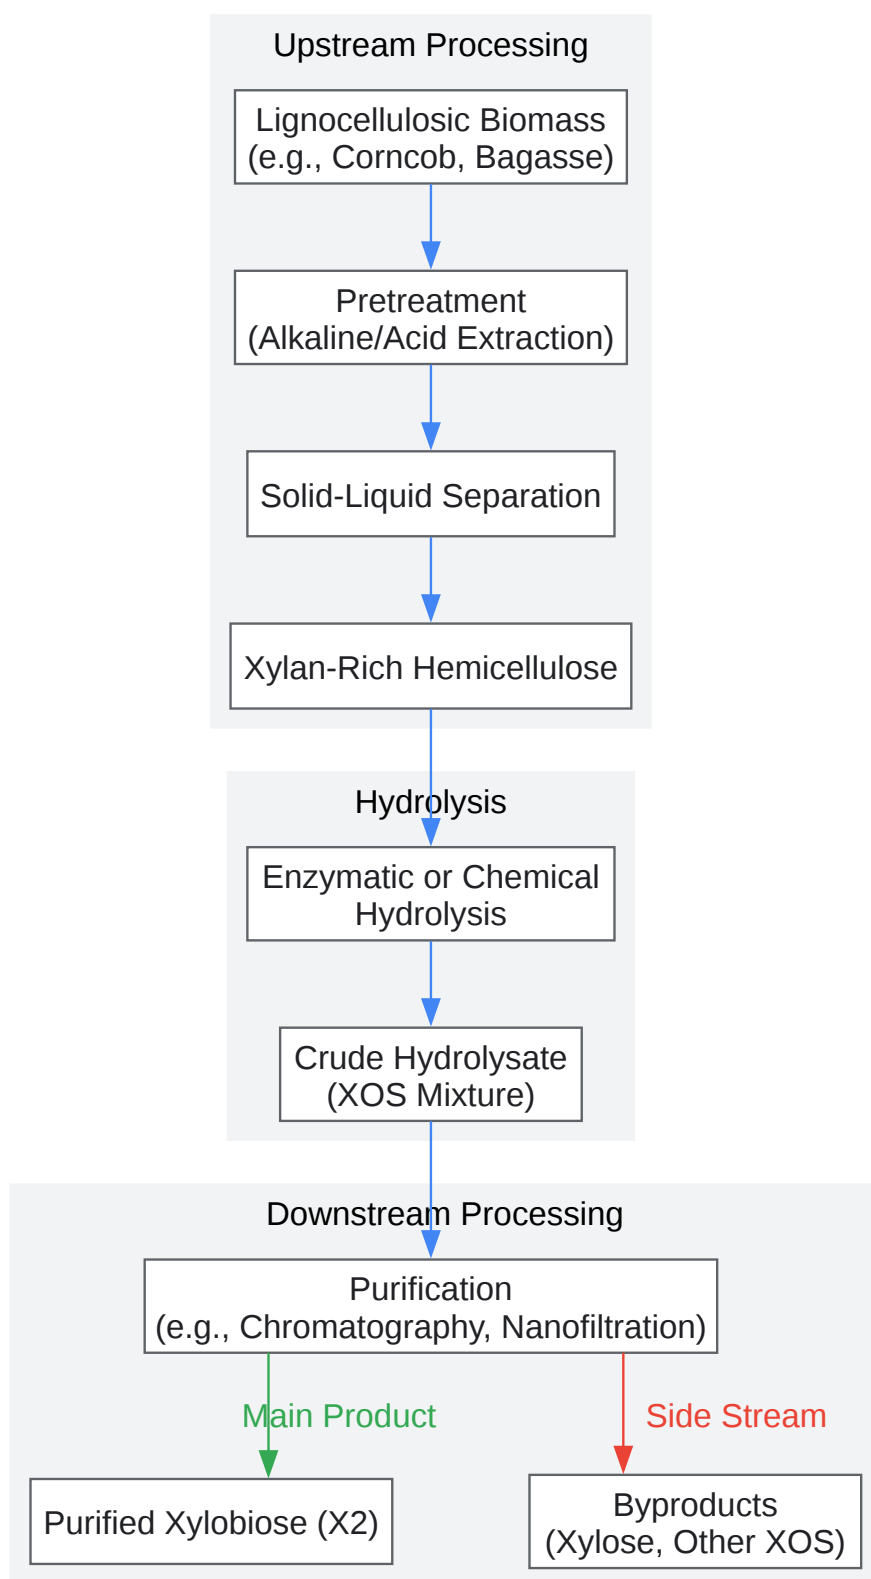 Upstream Processing
Lignocellulosic Biomass
(e.g., Corncob, Bagasse)
Pretreatment
(Alkaline/Acid Extraction)
Solid-Liquid Separation
Xylan-Rich Hemicellulose
Hydrolysis
Enzymatic or Chemical
Hydrolysis
Crude Hydrolysate
(XOS Mixture)
Downstream Processing
Purification
(e.g., Chromatography, Nanofiltration)
Main Product
Side Stream
Purified Xylobiose (X2)
Byproducts
(Xylose, Other XOS)